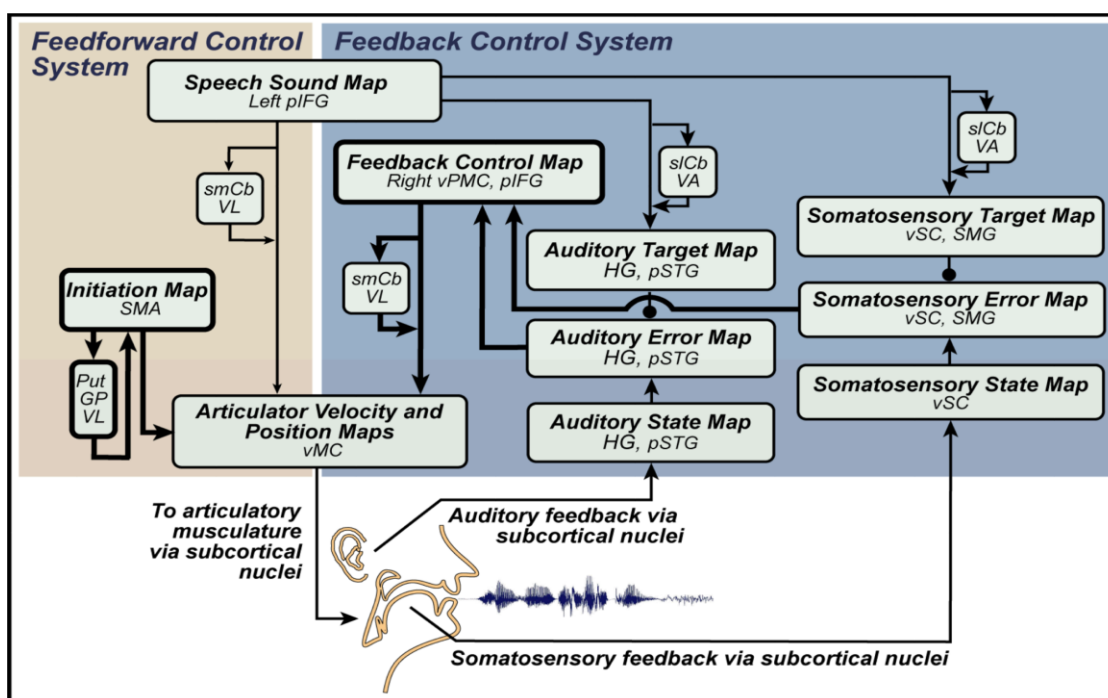 Feedforward Control
System
Feedback Control System
Speech Sound Map
Left pIFG
smCb
VL
Feedback Control Map
Right vPMC, pIFG
slCb
VA
slCb
VA
smCb
VL
Auditory Target Map
HG, pSTG
Somatosensory Target Map
vSC, SMG
Initiation Map
SMA
Auditory Error Map
HG, pSTG
Somatosensory Error Map
vSC, SMG
Put
GP
VL
Articulator Velocity and
Position Maps
vMC
Auditory State Map
HG, pSTG
Somatosensory State Map
vSC
To articulatory
musculature
via subcortical
nuclei
Auditory feedback via
subcortical nuclei
Somatosensory feedback via subcortical nuclei